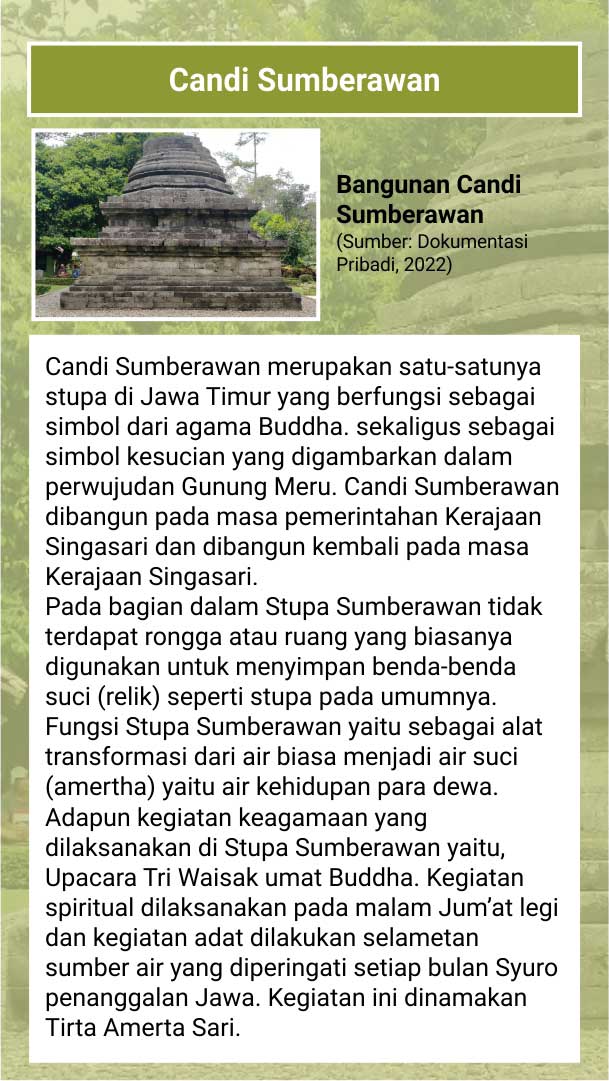 Candi Sumberawan
Bangunan Candi
Sumberawan
(Sumber: Dokumentasi
Pribadi, 2022)
Candi Sumberawan merupakan satu-satunya
stupa di Jawa Timur yang berfungsi sebagai
simbol dari agama Buddha. sekaligus sebagai
simbol kesucian yang digambarkan dalam
perwujudan Gunung Meru. Candi Sumberawan
dibangun pada masa pemerintahan Kerajaan
Singasari dan dibangun kembali pada masa
Kerajaan Singasari.
Pada bagian dalam Stupa Sumberawan tidak
terdapat rongga atau ruang yang biasanya
digunakan untuk menyimpan benda-benda
suci (relik) seperti stupa pada umumnya.
Fungsi Stupa Sumberawan yaitu sebagai alat
transformasi dari air biasa menjadi air suci
(amertha) yaitu air kehidupan para dewa.
Adapun kegiatan keagamaan yang
dilaksanakan di Stupa Sumberawan yaitu,
Upacara Tri Waisak umat Buddha. Kegiatan
spiritual dilaksanakan pada malam Jum’at legi
dan kegiatan adat dilakukan selametan
sumber air yang diperingati setiap bulan Syuro
penanggalan Jawa. Kegiatan ini dinamakan
Tirta Amerta Sari.